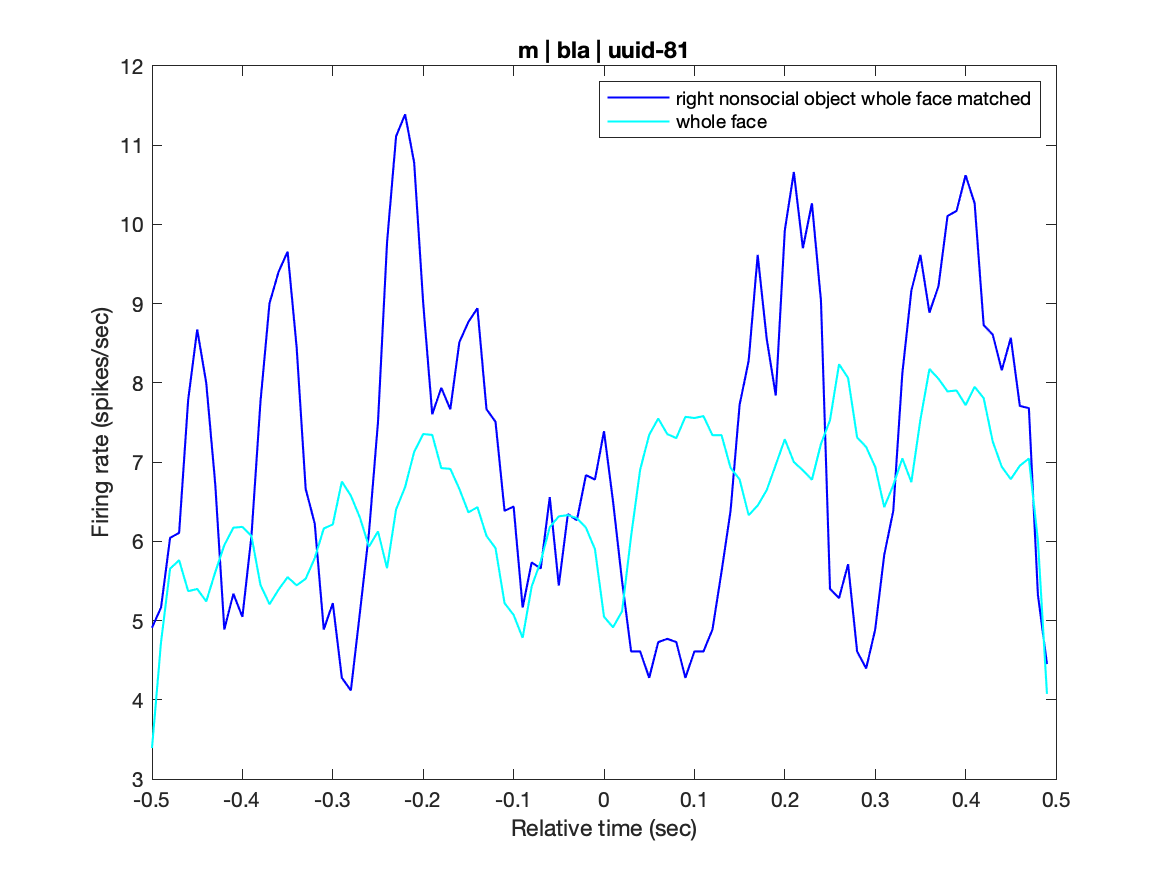 m | bla | uuid-81
right nonsocial object whole face matched
whole face
Firing rate (spikes/sec)
12
11
10
9
8
7
6
5
4
3
-0.5 -0.4 -0.3 -0.2 -0.1 0 0.1 0.2 0.3 0.4 0.5
Relative time (sec)